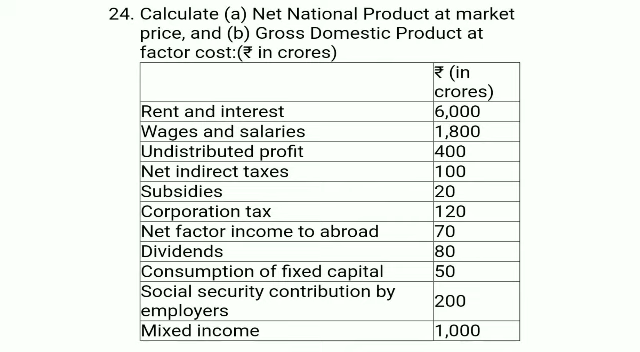 24. Calculate (a) Net National Product at market
price, and (b) Gross Domestic Product at
factor cost:(₹ in crores)
₹ (in
crores)
Rent and interest 6,000
Wages and salaries 1,800
Undistributed profit 400
Net indirect taxes 100
Subsidies 20
Corporation tax 120
Net factor income to abroad 70
Dividends 80
Consumption of fixed capital 50
Social security contribution by
employers 200
Mixed income 1,000